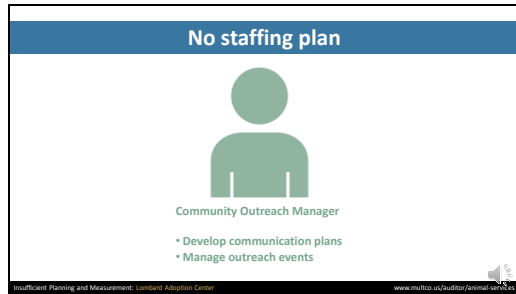 No staffing plan
Community Outreach Manager
• Develop communication plans
• Manage outreach events
Insufficient Planning and Measurement: Lombard Adoption Center
www.multco.us/auditor/animal-services